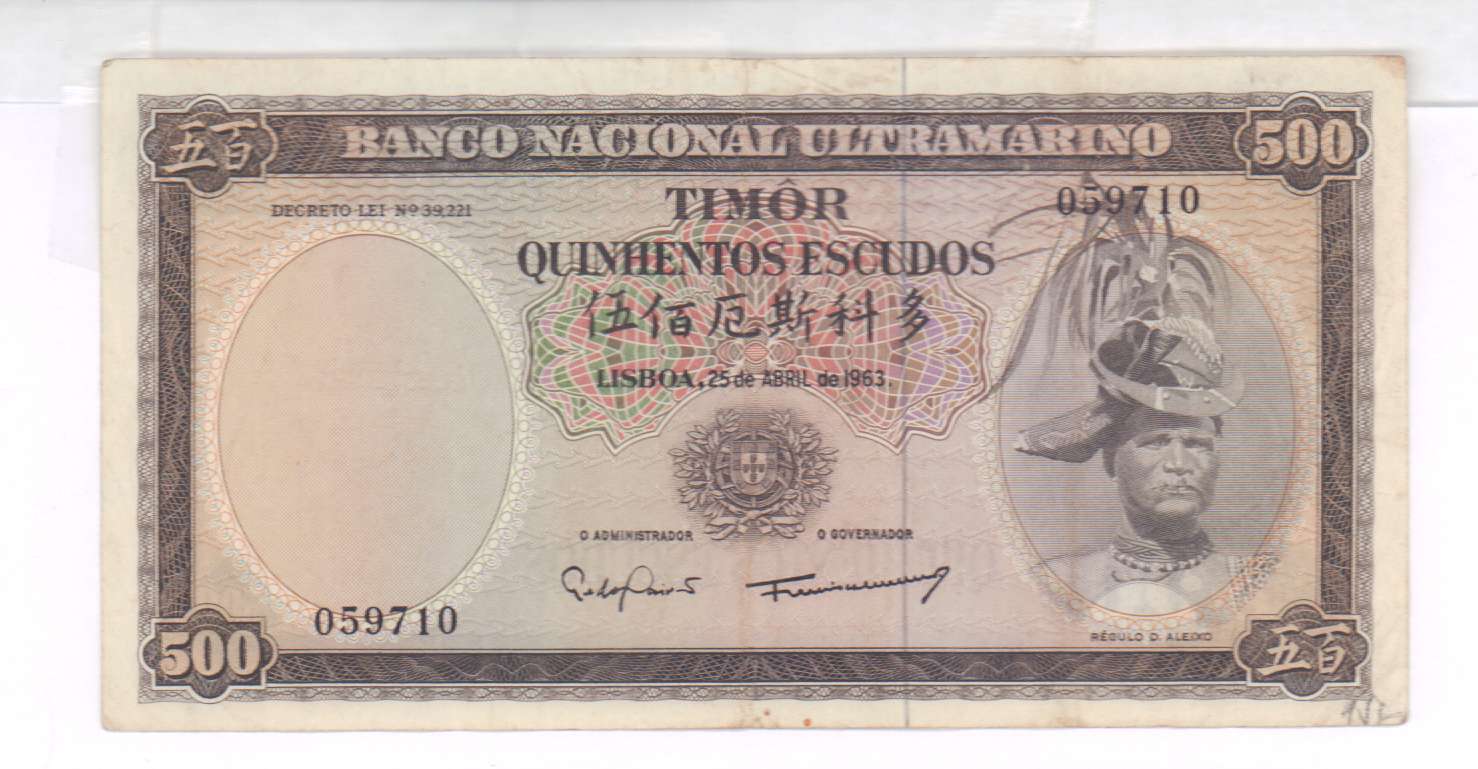 五百
BANCO NACIONAL ULTRAMARINO
500
TIMÔR
059710
DECRETO LEI Nº 39,221
QUINHENTOS ESCUDOS
伍佰厄斯科多
LISBOA, 25 de ABRIL de 1963.
O ADMINISTRADOR
O GOVERNADOR
059710
RÉGULO D. ALEIXO
500
五百